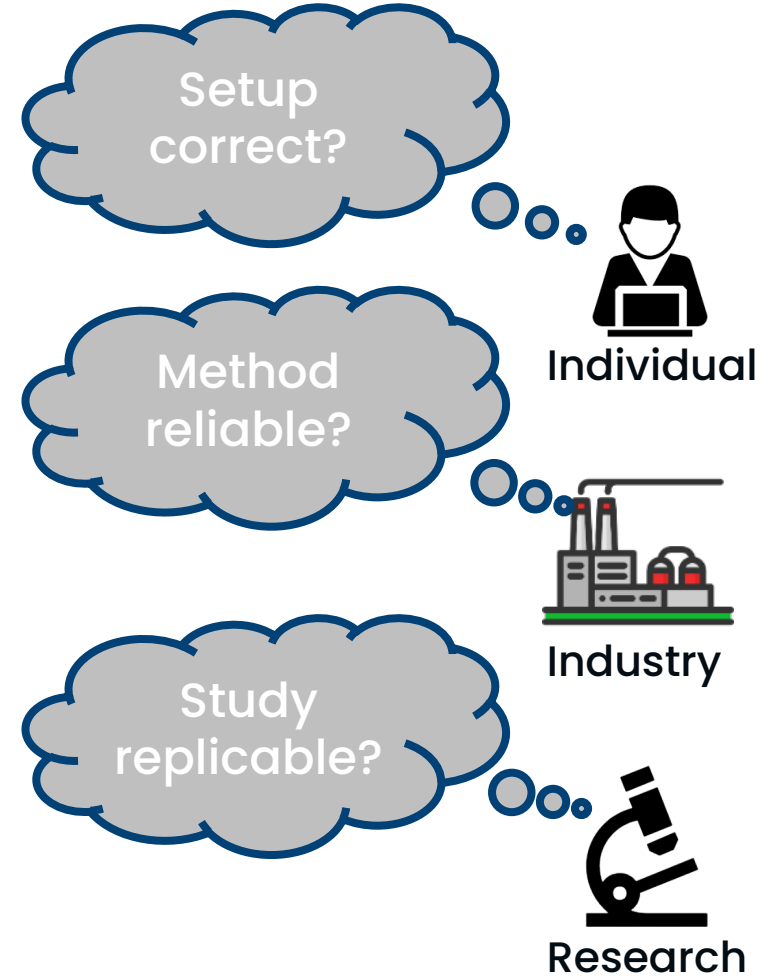 Setup
correct?
Individual
Method
reliable?
Industry
Study
replicable?
Research